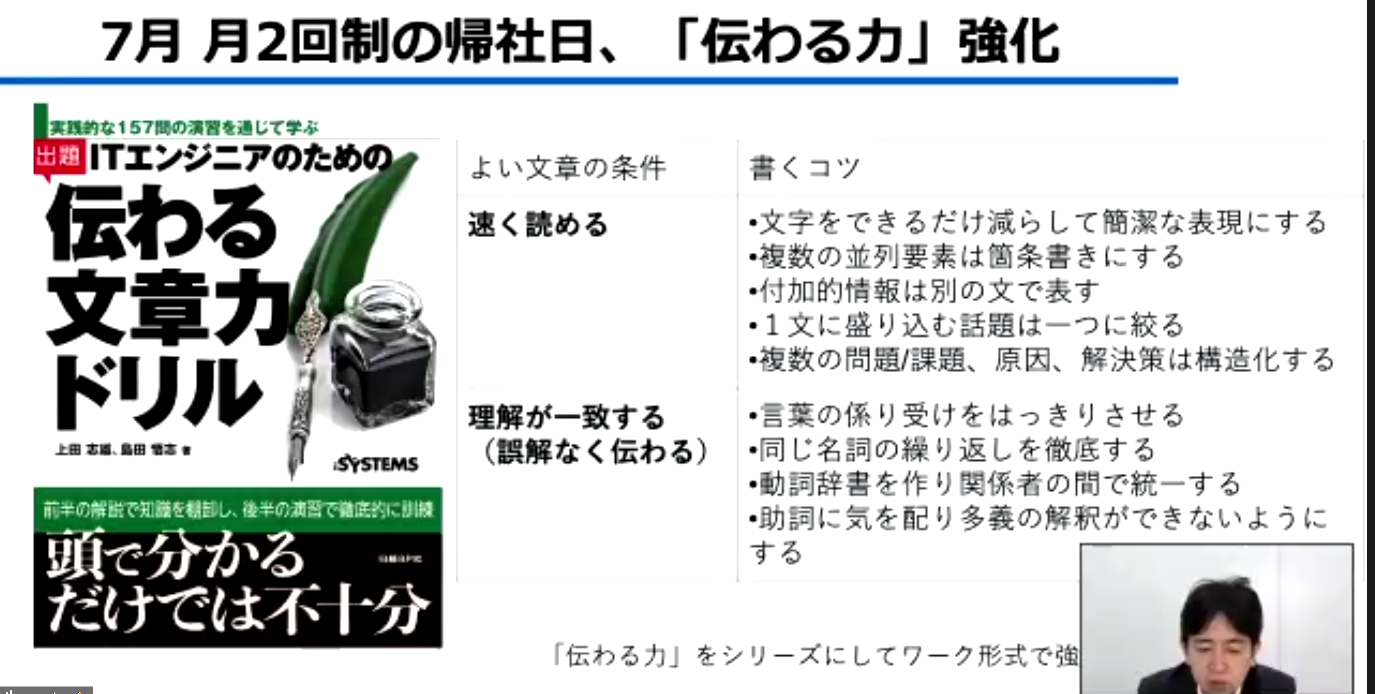 7月 月2回制の帰社日、「伝わる力」強化
実践的な157問の演習を通じて学ぶ
出題
ITエンジニアのための
伝わる
文章力
ドリル
上田 志雄、島田 悟志 著
SYSTEMS
前半の解説で知識を棚卸し、後半の演習で徹底的に訓練
頭で分かる
だけでは不十分
よい文章の条件
書くコツ
速く読める
•文字をできるだけ減らして簡潔な表現にする
•複数の並列要素は箇条書きにする
•付加的情報は別の文で表す
•１文に盛り込む話題は一つに絞る
•複数の問題/課題、原因、解決策は構造化する
理解が一致する
（誤解なく伝わる）
•言葉の係り受けをはっきりさせる
•同じ名詞の繰り返しを徹底する
•動詞辞書を作り関係者の間で統一する
•助詞に気を配り多義の解釈ができないように
する
「伝わる力」をシリーズにしてワーク形式で強